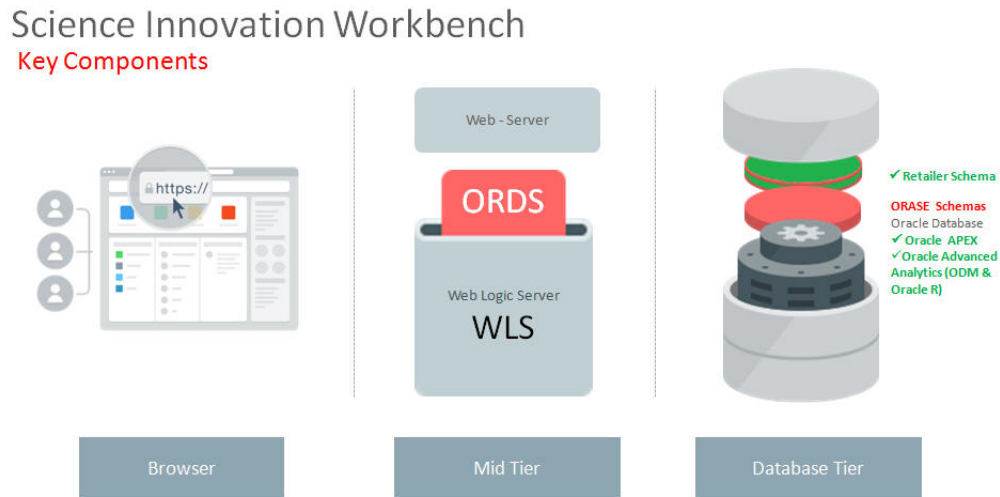 Science Innovation Workbench
Key Components
https://
Web - Server
ORDS
Web Logic Server
WLS
✓ Retailer Schema
ORASE Schemas
Oracle Database
✓ Oracle APEX
✓Oracle Advanced
Analytics (ODM &
Oracle R)
Browser
Mid Tier
Database Tier